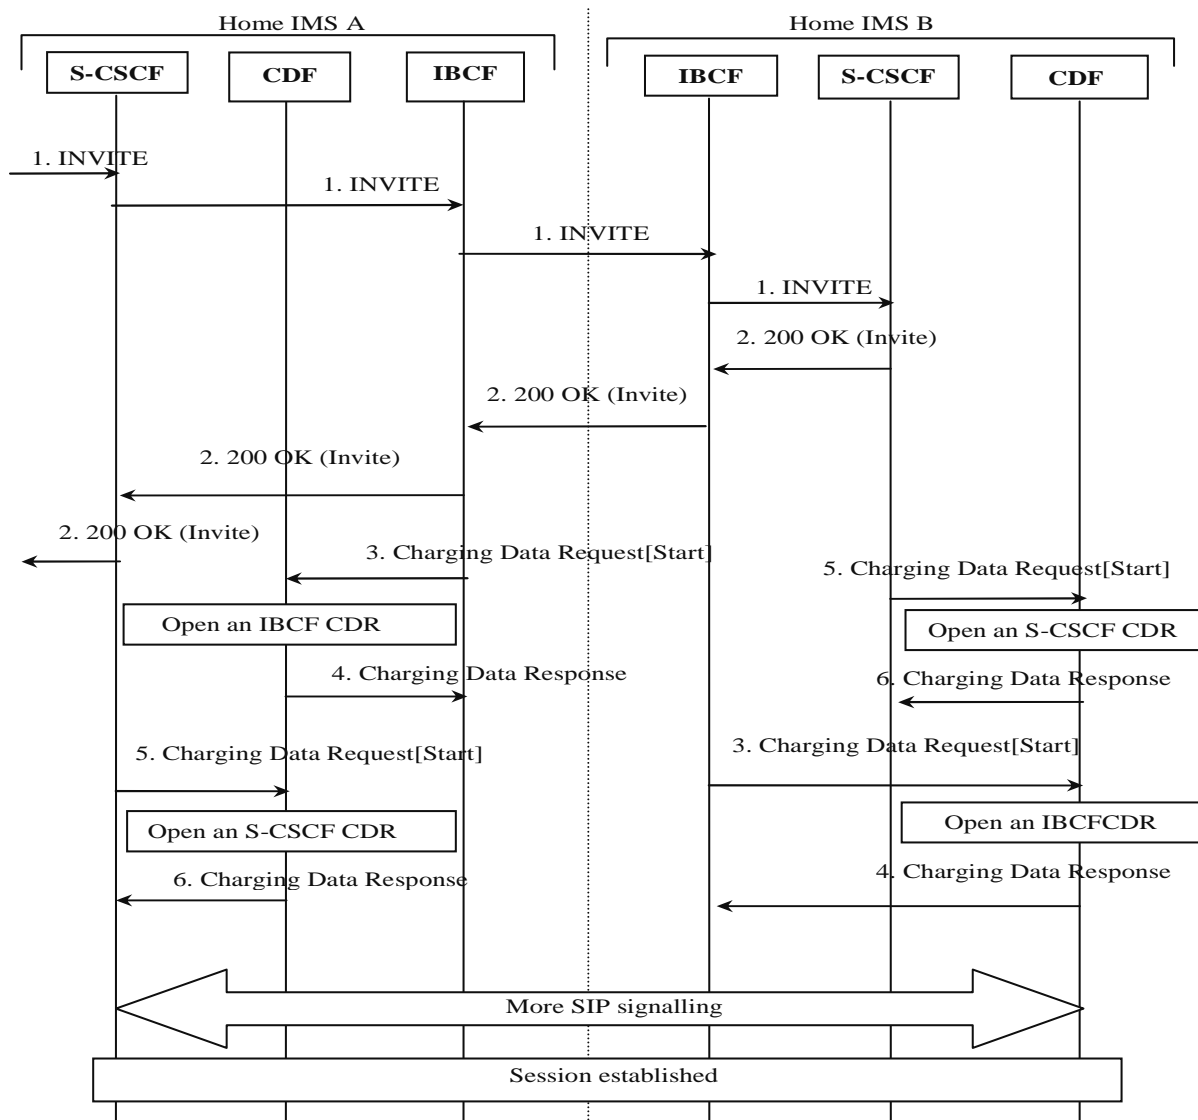 Home IMS A
Home IMS B
S-CSCF
CDF
IBCF
IBCF
S-CSCF
CDF
1. INVITE
1. INVITE
1. INVITE
1. INVITE
2. 200 OK (Invite)
2. 200 OK (Invite)
2. 200 OK (Invite)
2. 200 OK (Invite)
3. Charging Data Request[Start]
5. Charging Data Request[Start]
Open an IBCF CDR
Open an S-CSCF CDR
4. Charging Data Response
6. Charging Data Response
5. Charging Data Request[Start]
3. Charging Data Request[Start]
Open an S-CSCF CDR
Open an IBCFCDR
6. Charging Data Response
4. Charging Data Response
More SIP signalling
Session established